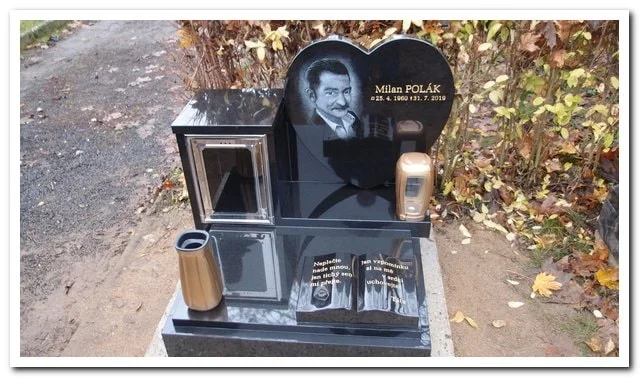 Milan POLÁK
25. 4. 1960 31. 7. 2019
Neplačte
nade mnou,
jen tichý sen
mi přejte.
Jen vzpomínku
si na mě
v srdci
uchovejte.